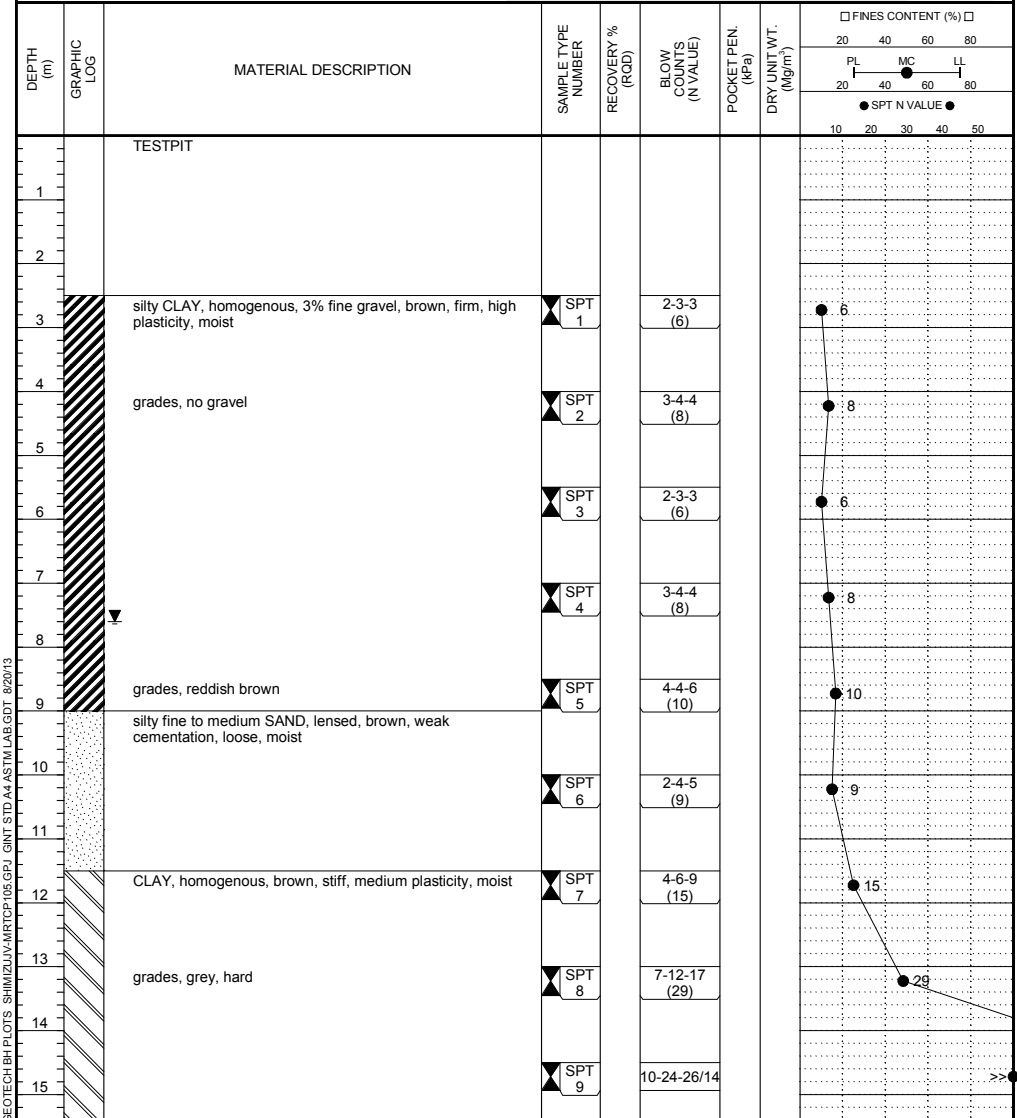 DEPTH
(m)
GRAPHIC
LOG
MATERIAL DESCRIPTION
SAMPLE TYPE
NUMBER
RECOVERY %
(RQD)
BLOW
COUNTS
(N VALUE)
POCKET PEN.
(kPa)
DRY UNIT WT.
(Mg/m³)
□ FINES CONTENT (%) □
20 40 60 80
PL MC LL
20 40 60 80
● SPT N VALUE ●
10 20 30 40 50
TESTPIT
1
2
silty CLAY, homogenous, 3% fine gravel, brown, firm, high
plasticity, moist
SPT
1
2-3-3
(6)
6
3
4
grades, no gravel
SPT
2
3-4-4
(8)
8
5
SPT
3
2-3-3
(6)
6
6
7
SPT
4
3-4-4
(8)
8
8
grades, reddish brown
SPT
5
4-4-6
(10)
10
9
silty fine to medium SAND, lensed, brown, weak
cementation, loose, moist
10
SPT
6
2-4-5
(9)
9
11
CLAY, homogenous, brown, stiff, medium plasticity, moist
SPT
7
4-6-9
(15)
15
12
13
grades, grey, hard
SPT
8
7-12-17
(29)
29
14
SPT
9
10-24-26/14
>>
15
GEOTECH BH PLOTS SHIMIZUJV-MRTCP105.GPJ GINT STD A4 ASTM LAB.GDT 8/20/13